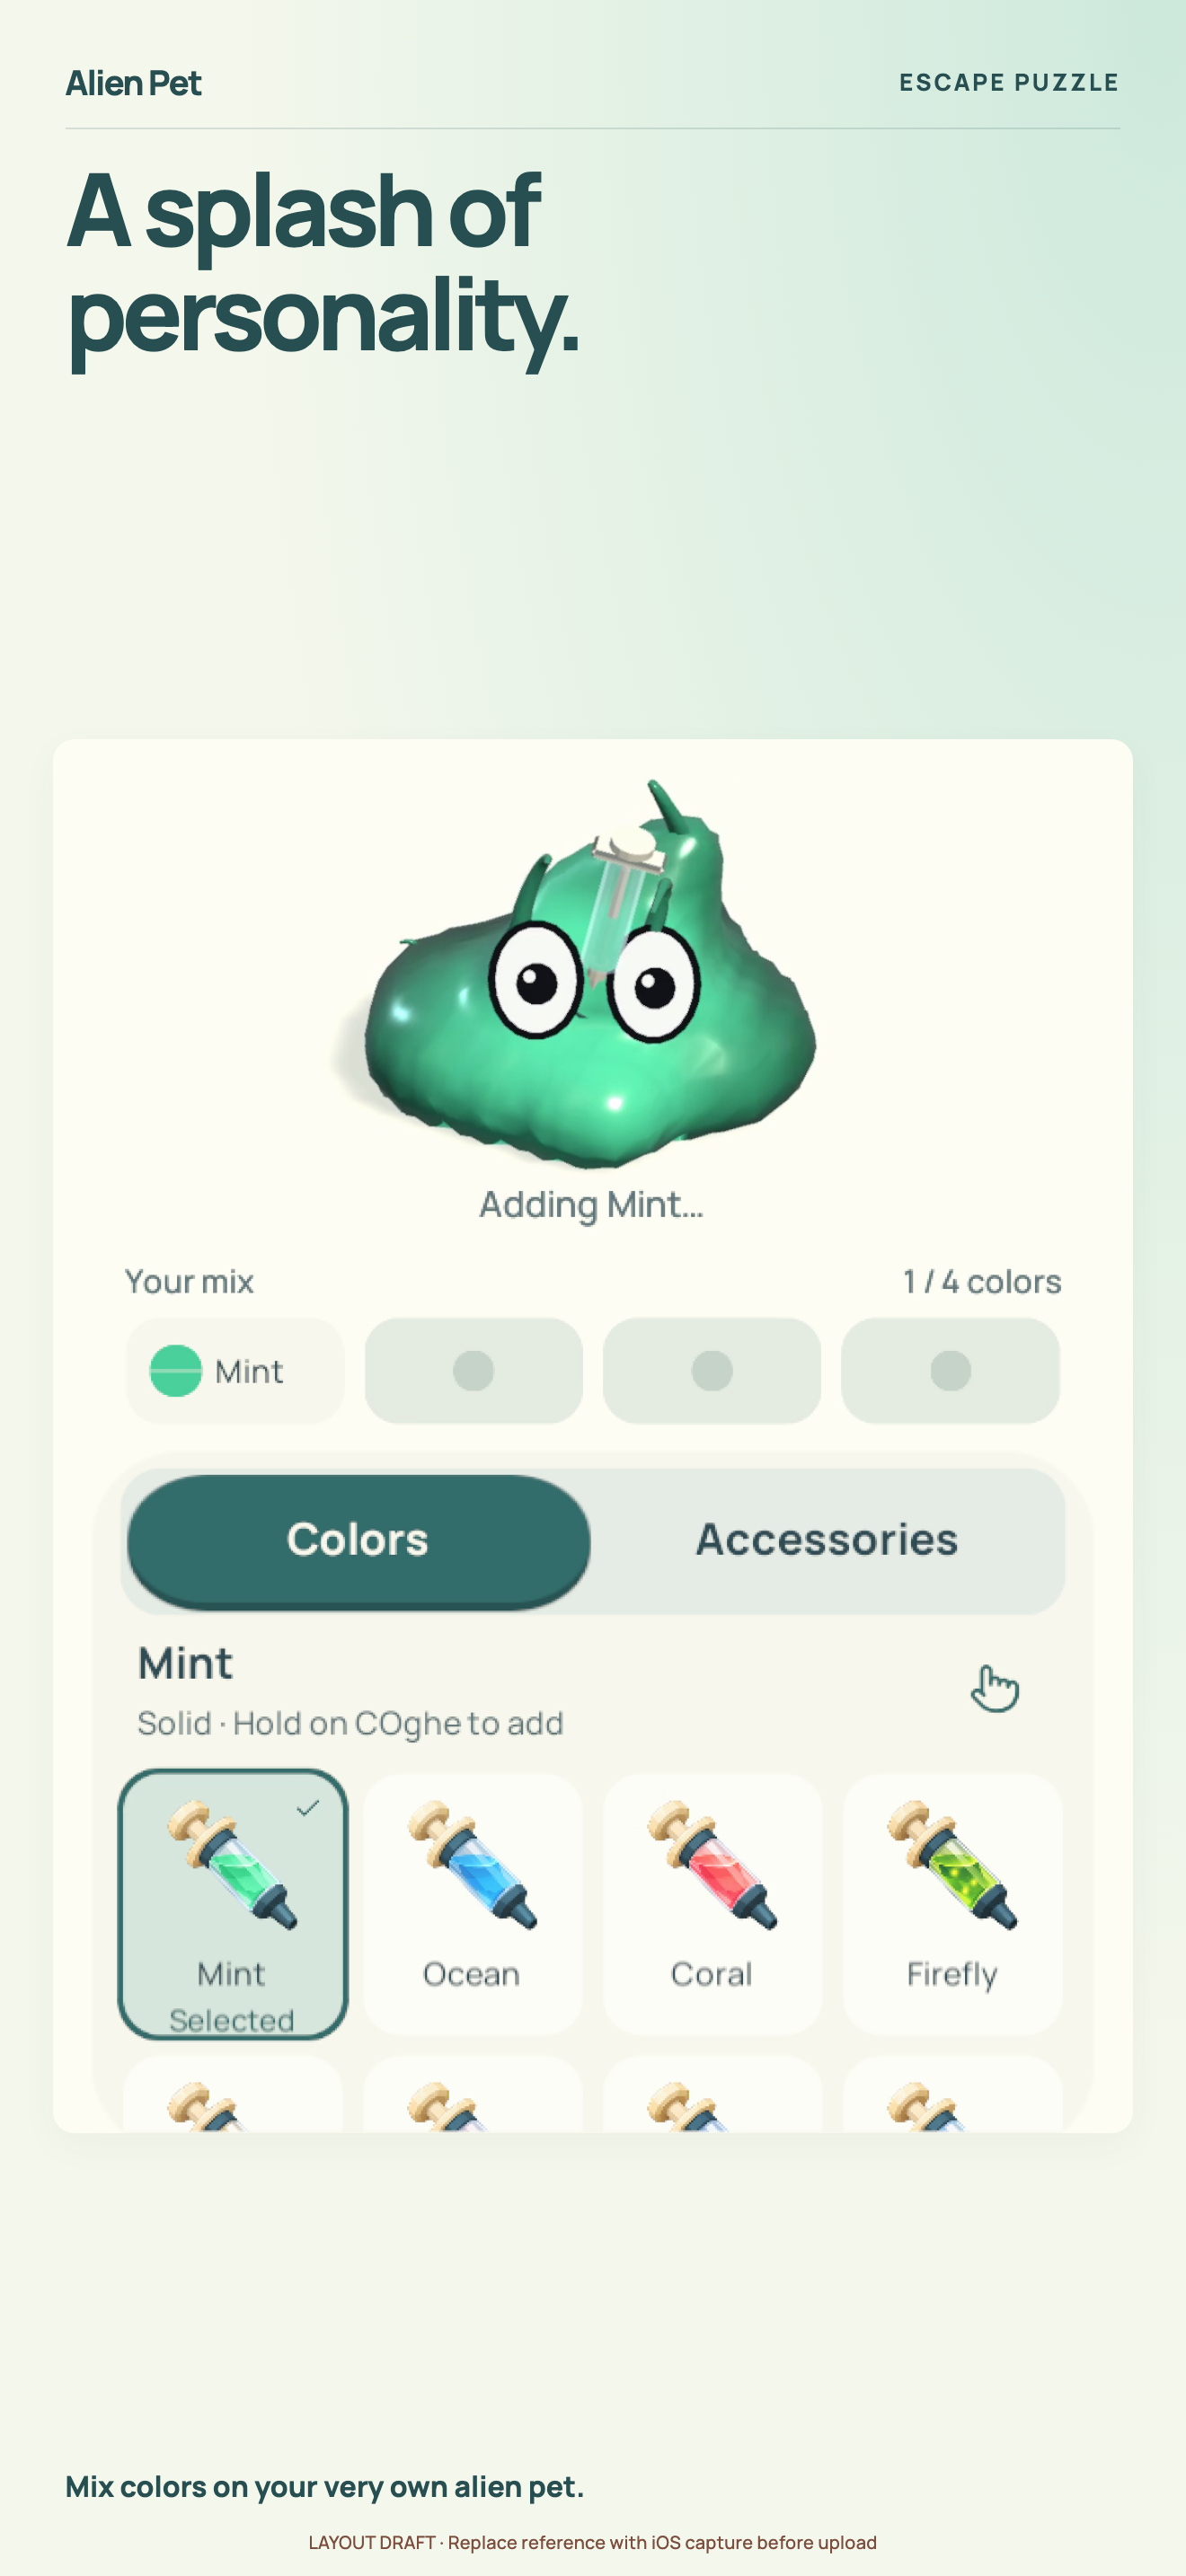 Alien Pet
ESCAPE PUZZLE
A splash of
personality.
Adding Mint...
Your mix
1 / 4 colors
Mint
Colors
Accessories
Mint
Solid · Hold on COghe to add
Mint
Selected
Ocean
Coral
Firefly
Mix colors on your very own alien pet.
LAYOUT DRAFT · Replace reference with iOS capture before upload